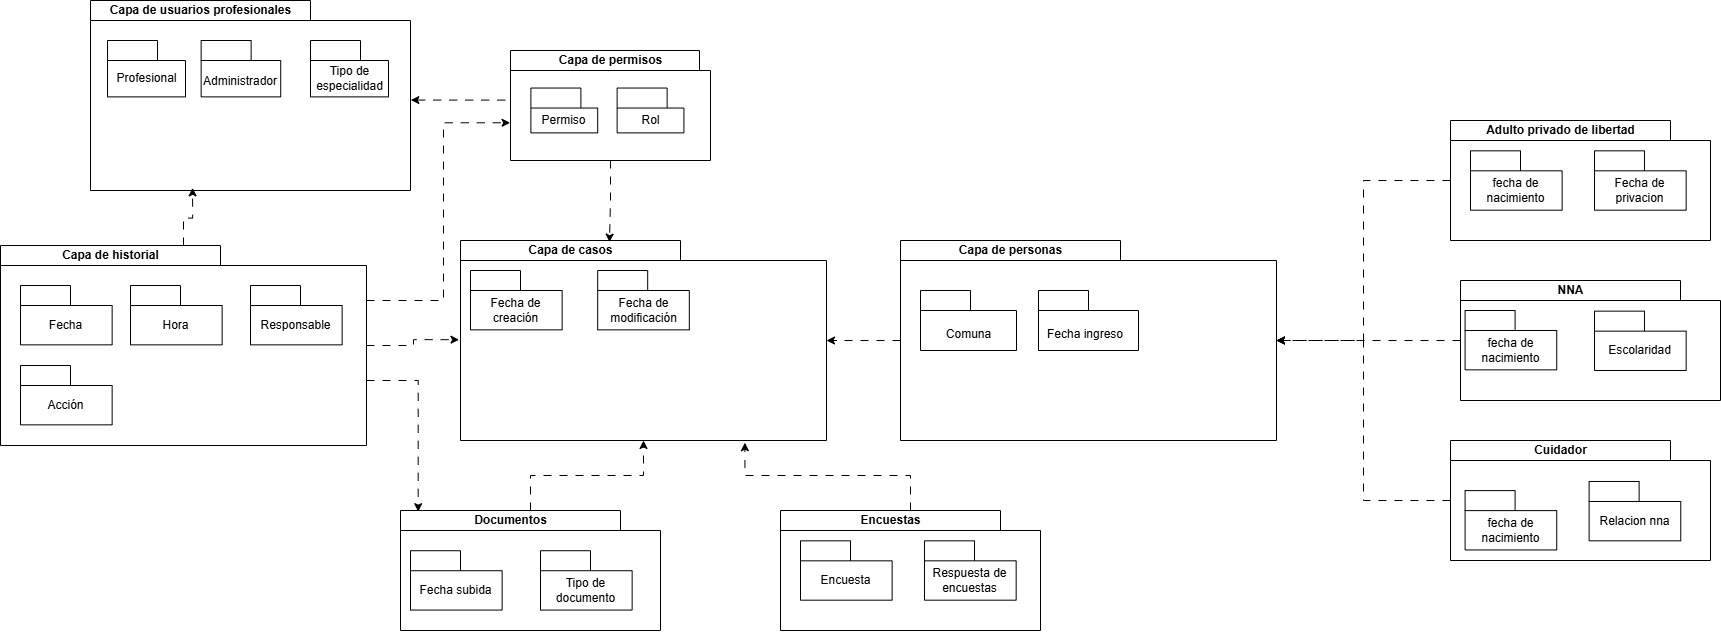 Capa de usuarios profesionales
Profesional
Administrador
Tipo de
especialidad
Capa de permisos
Permiso
Rol
Adulto privado de libertad
fecha de
nacimiento
Fecha de
privacion
Capa de historial
Fecha
Hora
Responsable
Acción
Capa de casos
Fecha de
creación
Fecha de
modificación
Capa de personas
Comuna
Fecha ingreso
NNA
fecha de
nacimiento
Escolaridad
Cuidador
fecha de
nacimiento
Relacion nna
Documentos
Fecha subida
Tipo de
documento
Encuestas
Encuesta
Respuesta de
encuestas